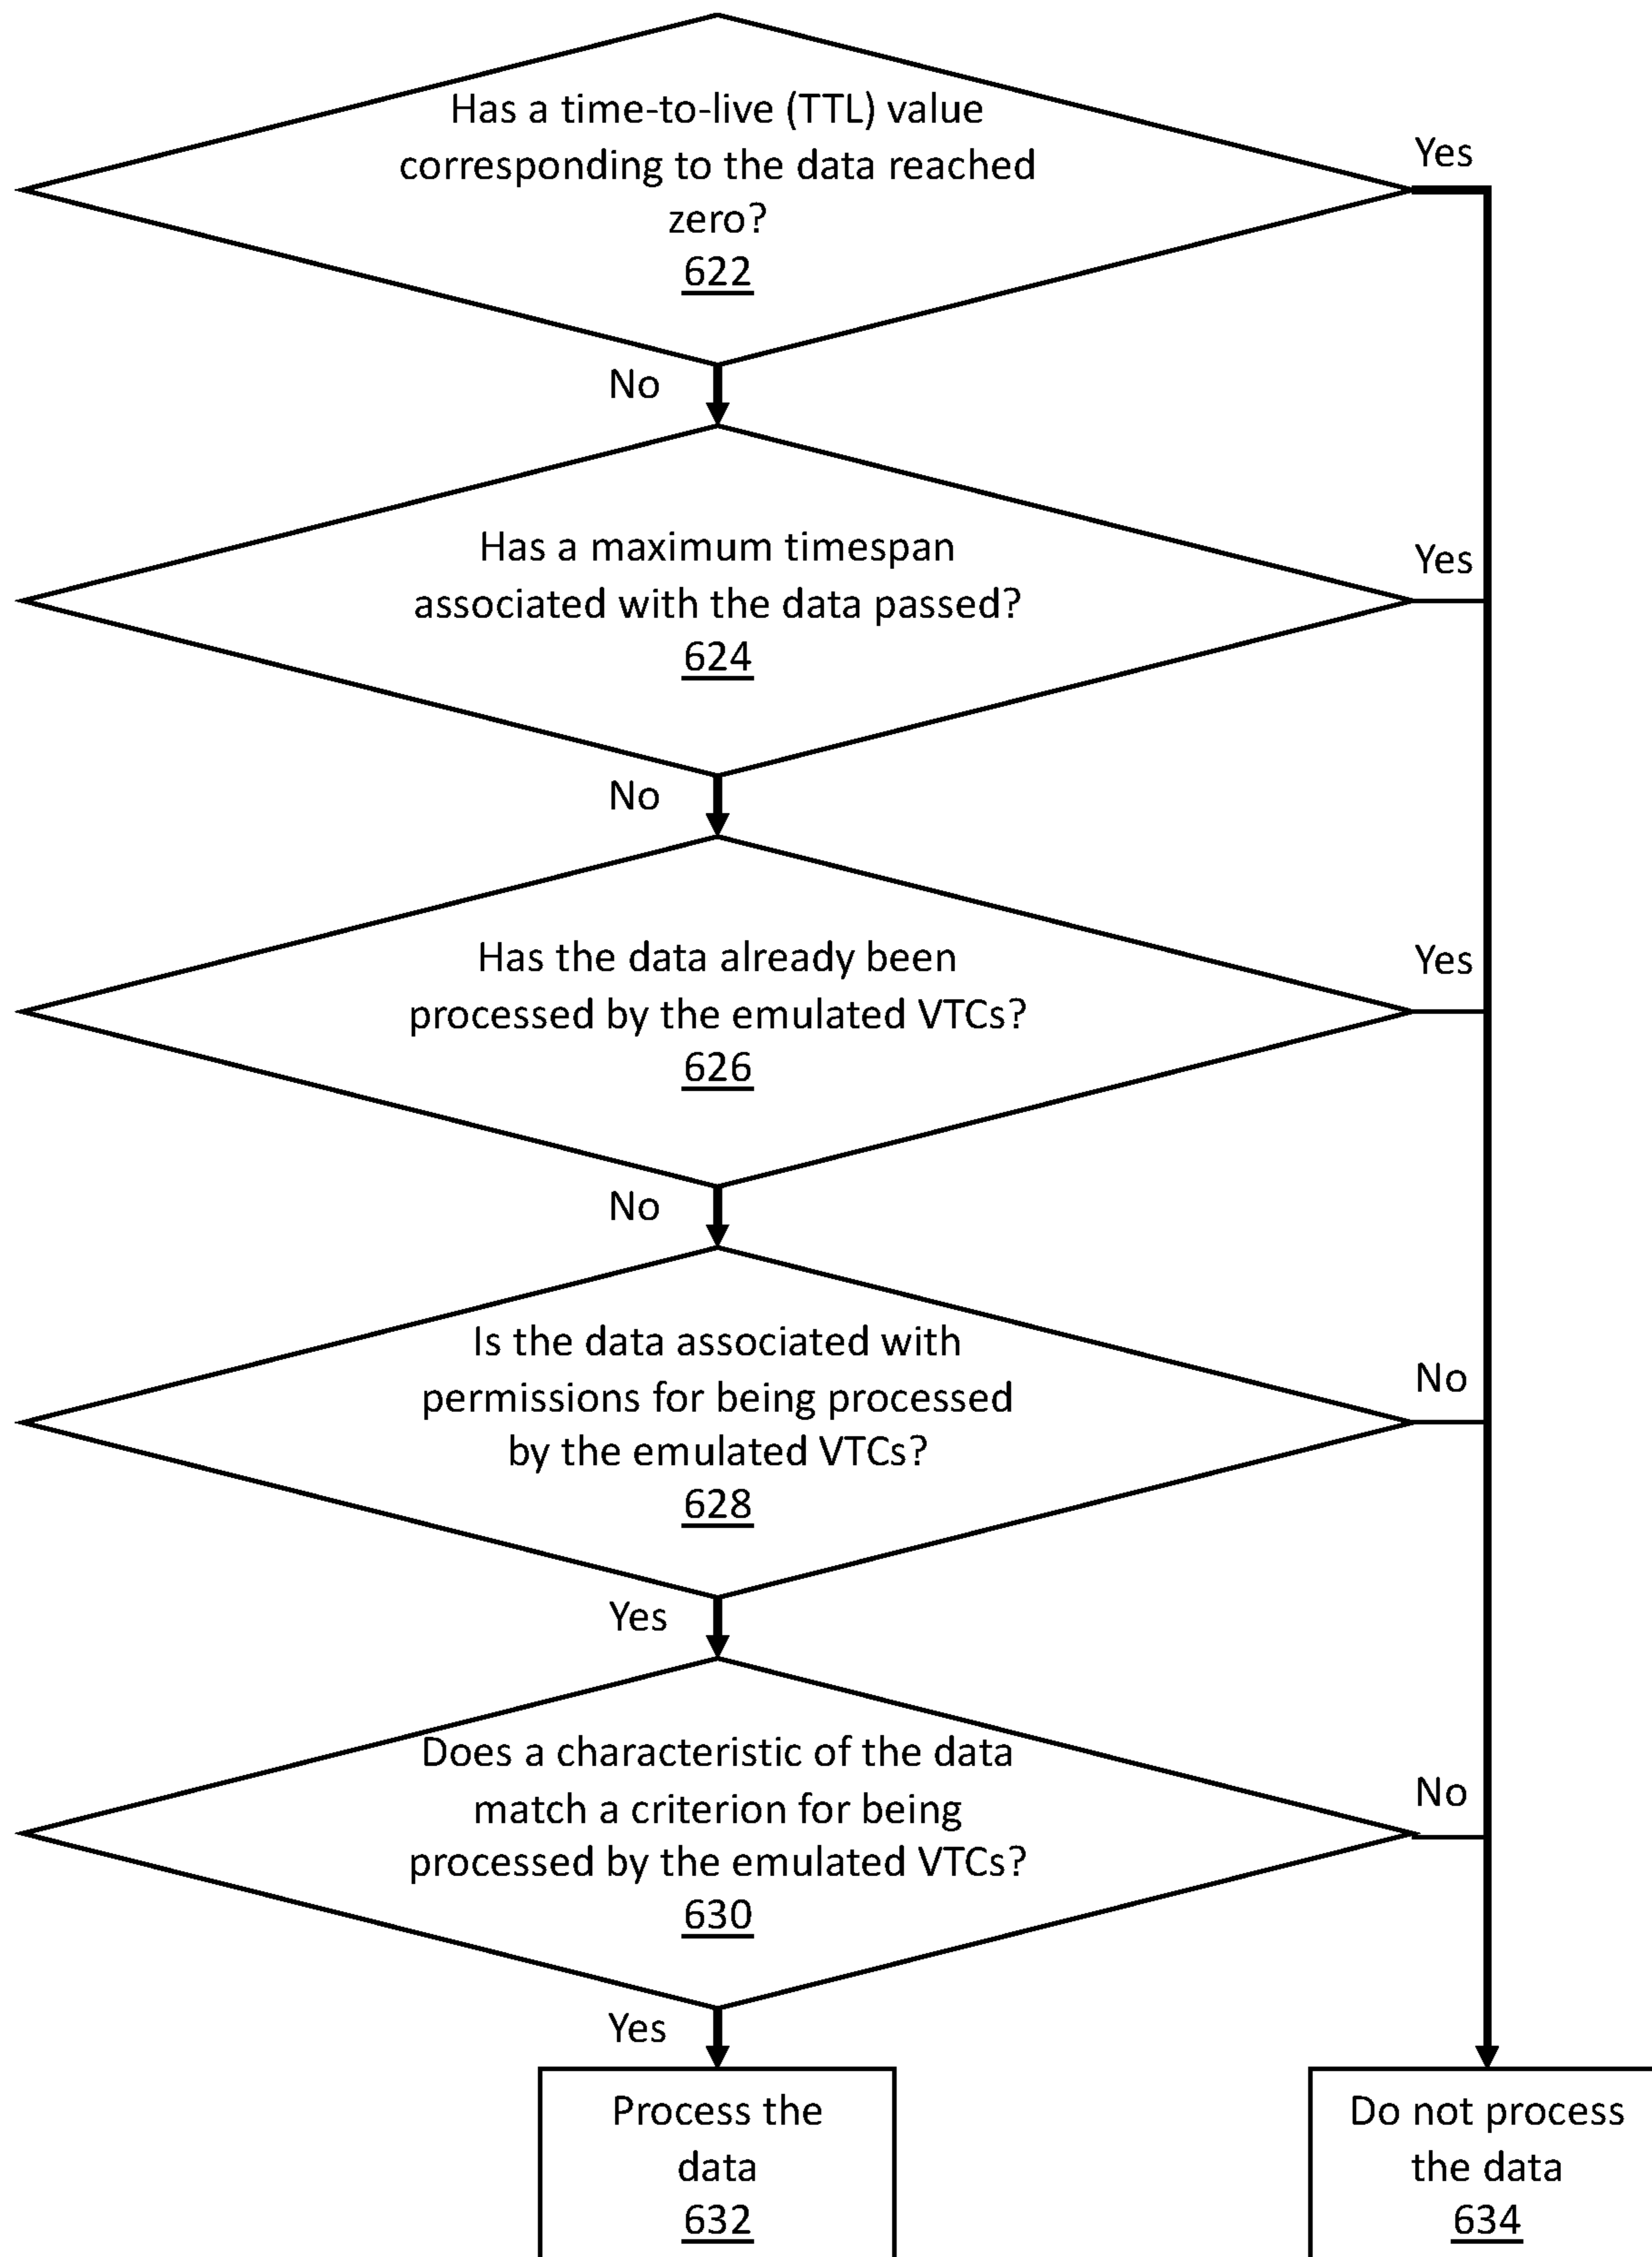 Has a time-to-live (TTL) value
corresponding to the data reached
zero?
622
Yes
No
Has a maximum timespan
associated with the data passed?
624
Yes
No
Has the data already been
processed by the emulated VTCs?
626
Yes
No
Is the data associated with
permissions for being processed
by the emulated VTCs?
628
No
Yes
Does a characteristic of the data
match a criterion for being
processed by the emulated VTCs?
630
No
Yes
Process the
data
632
Do not process
the data
634